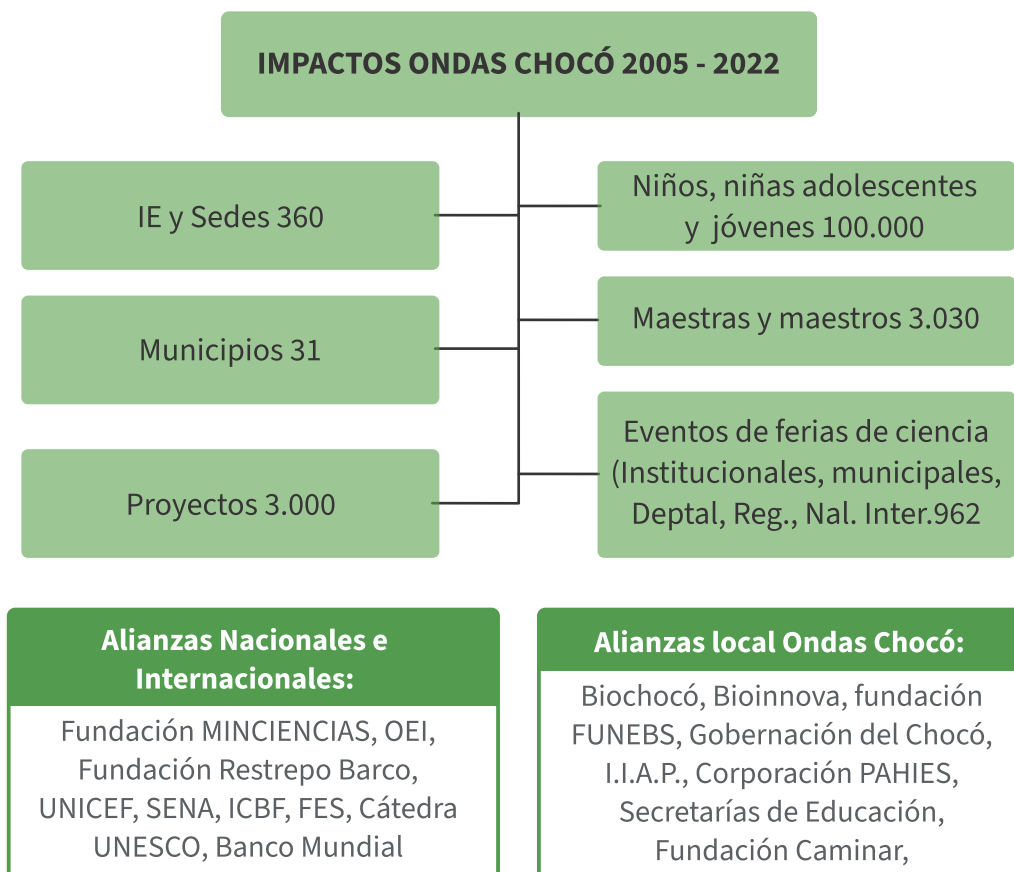 IMPACTOS ONDAS CHOCÓ 2005 - 2022
IE y Sedes 360
Municipios 31
Proyectos 3.000
Niños, niñas adolescentes
y jóvenes 100.000
Maestras y maestros 3.030
Eventos de ferias de ciencia
(Institucionales, municipales,
Deptal, Reg., Nal. Inter.962
Alianzas Nacionales e
Internacionales:
Fundación MINCIENCIAS, OEI,
Fundación Restrepo Barco,
UNICEF, SENA, ICBF, FES, Cátedra
UNESCO, Banco Mundial
Alianzas local Ondas Chocó:
Biochocó, Bioinnova, fundación
FUNEBS, Gobernación del Chocó,
I.I.A.P., Corporación PAHIES,
Secretarías de Educación,
Fundación Caminar,